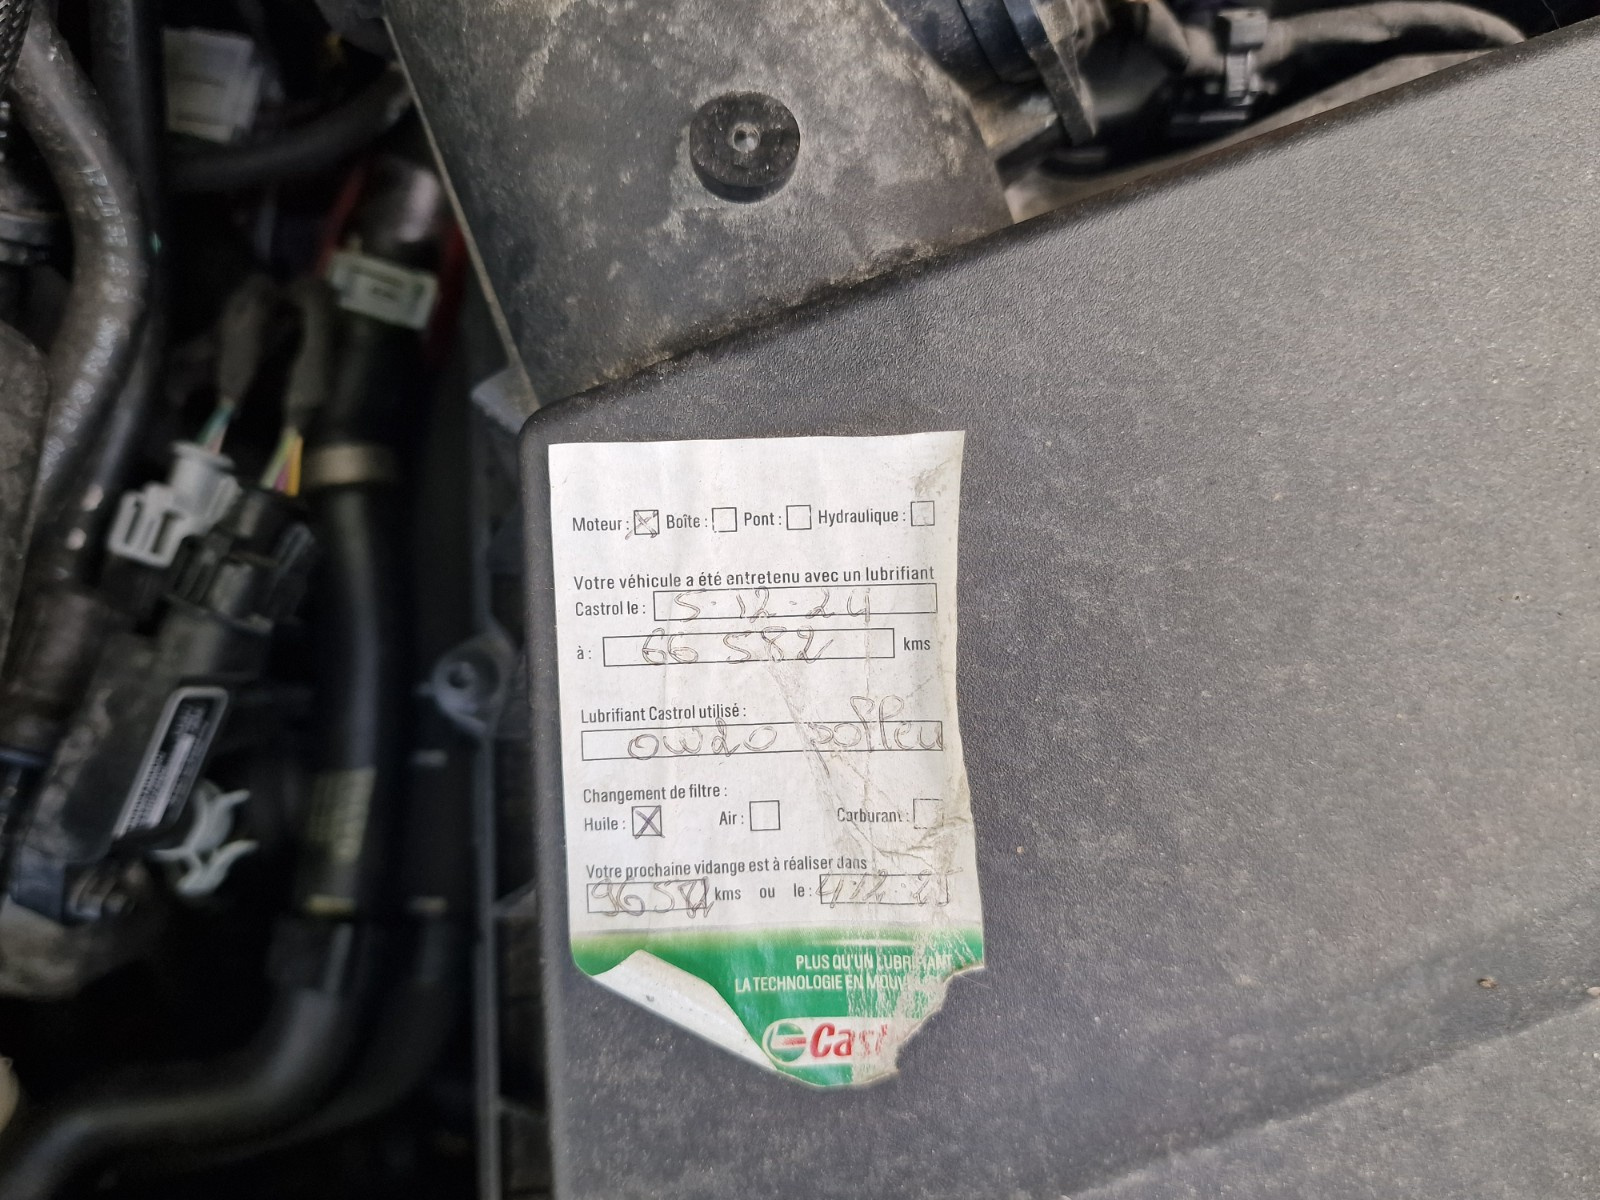 Moteur : Boîte : Pont : Hydraulique :
Votre véhicule a été entretenu avec un lubrifiant
Castrol le : 5.12.24
à : 66 582 kms
Lubrifiant Castrol utilisé :
0W20
Changement de filtre :
Huile : Air : Carburant :
Votre prochaine vidange est à réaliser dans
kms ou le :
PLUS QU'UN LUBRIFIANT
LA TECHNOLOGIE EN
Cast